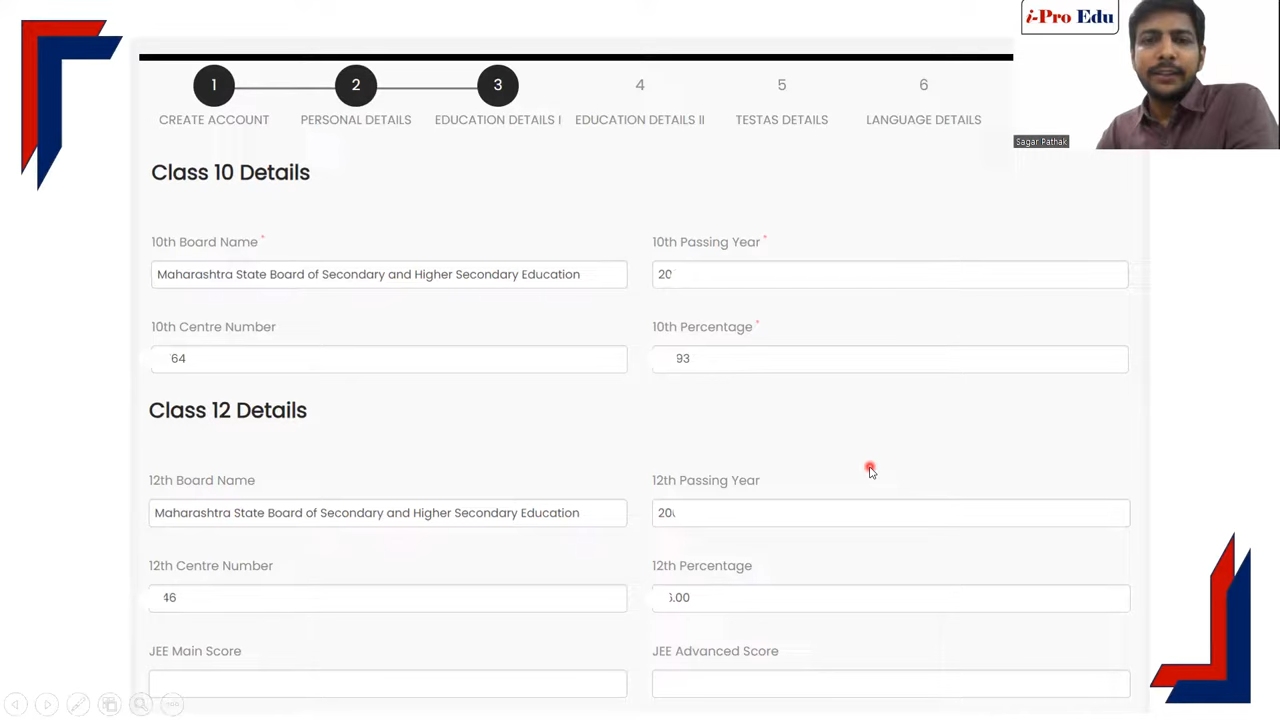 i-Pro Edu
Sagar Pathak
1 2 3 4 5 6
CREATE ACCOUNT PERSONAL DETAILS EDUCATION DETAILS I EDUCATION DETAILS II TESTAS DETAILS LANGUAGE DETAILS
Class 10 Details
10th Board Name * 10th Passing Year *
Maharashtra State Board of Secondary and Higher Secondary Education 20
10th Centre Number 10th Percentage *
64 93
Class 12 Details
12th Board Name 12th Passing Year
Maharashtra State Board of Secondary and Higher Secondary Education 20
12th Centre Number 12th Percentage
46 .00
JEE Main Score JEE Advanced Score